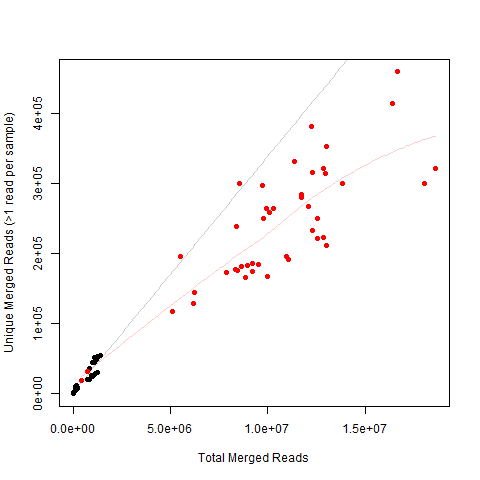 Unique Merged Reads (>1 read per sample)
4e+05
3e+05
2e+05
1e+05
0e+00
0.0e+00 5.0e+06 1.0e+07 1.5e+07
Total Merged Reads